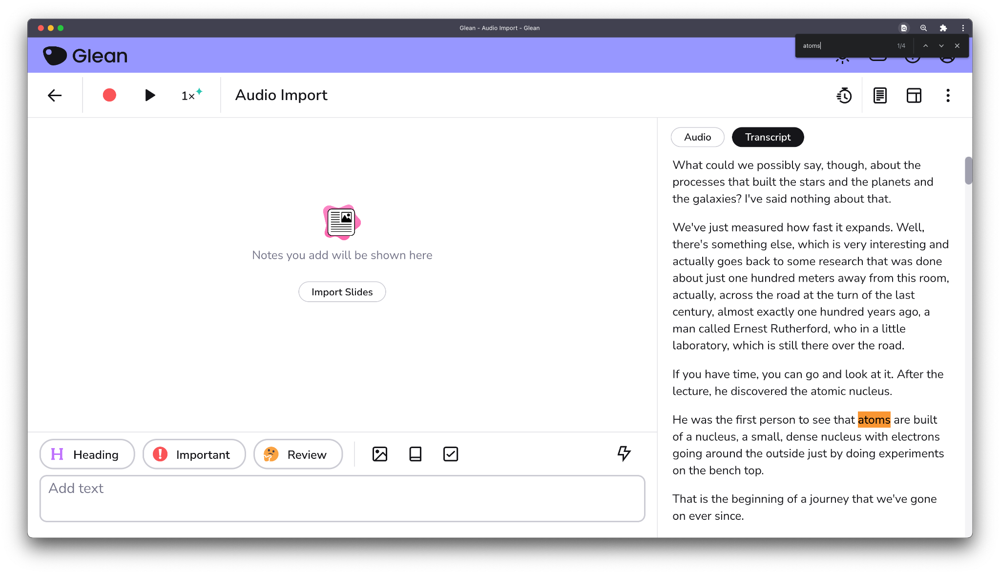 Glean - Audio Import - Glean
atoms
1/4
Glean
1×
Audio Import
Audio
Transcript
Notes you add will be shown here
Import Slides
H Heading
Important
Review
Add text
What could we possibly say, though, about the
processes that built the stars and the planets and
the galaxies? I've said nothing about that.
We've just measured how fast it expands. Well,
there's something else, which is very interesting and
actually goes back to some research that was done
about just one hundred meters away from this room,
actually, across the road at the turn of the last
century, almost exactly one hundred years ago, a
man called Ernest Rutherford, who in a little
laboratory, which is still there over the road.
If you have time, you can go and look at it. After the
lecture, he discovered the atomic nucleus.
He was the first person to see that atoms are built
of a nucleus, a small, dense nucleus with electrons
going around the outside just by doing experiments
on the bench top.
That is the beginning of a journey that we've gone
on ever since.